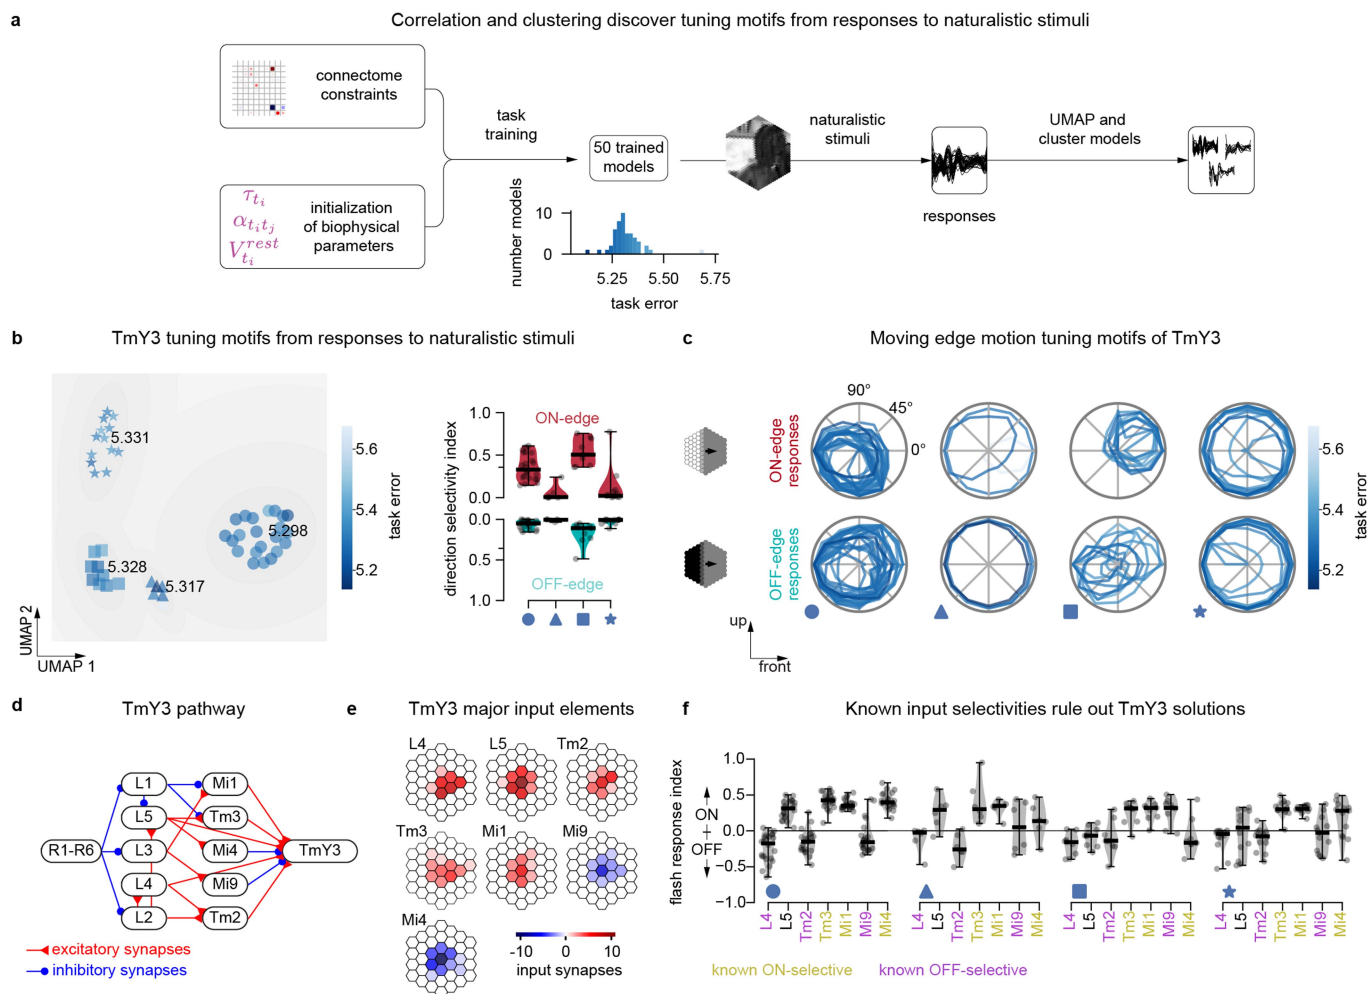 a
Correlation and clustering discover tuning motifs from responses to naturalistic stimuli
connectome
constraints
τ_{t_i}
α_{t_i t_j}
V_{t_i}^{rest}
initialization
of biophysical
parameters
task
training
50 trained
models
number models
10
0
5.25 5.50 5.75
task error
naturalistic
stimuli
responses
UMAP and
cluster models
b
TmY3 tuning motifs from responses to naturalistic stimuli
5.331
5.298
5.328
5.317
UMAP 2
UMAP 1
5.6
5.4
5.2
task error
direction selectivity index
1.0
0.5
0.0
0.0
0.5
1.0
ON-edge
OFF-edge
c
Moving edge motion tuning motifs of TmY3
90°
45°
0°
ON-edge
responses
OFF-edge
responses
up
front
5.6
5.4
5.2
task error
d
TmY3 pathway
R1-R6
L1
L5
L3
L4
L2
Mi1
Tm3
Mi4
Mi9
Tm2
TmY3
excitatory synapses
inhibitory synapses
e
TmY3 major input elements
L4 L5 Tm2
Tm3 Mi1 Mi9
Mi4
-10 0 10
input synapses
f
Known input selectivities rule out TmY3 solutions
flash response index
ON
OFF
1.0
0.5
0.0
−0.5
−1.0
L4 L5 Tm2 Tm3 Mi1 Mi9 Mi4
L4 L5 Tm2 Tm3 Mi1 Mi9 Mi4
L4 L5 Tm2 Tm3 Mi1 Mi9 Mi4
L4 L5 Tm2 Tm3 Mi1 Mi9 Mi4
known ON-selective known OFF-selective